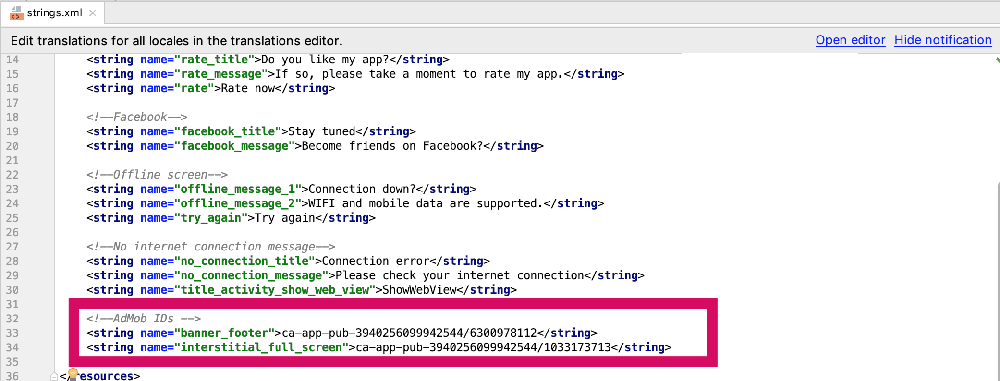 strings.xml
Edit translations for all locales in the translations editor. Open editor Hide notification
14 <string name="rate_title">Do you like my app?</string>
15 <string name="rate_message">If so, please take a moment to rate my app.</string>
16 <string name="rate">Rate now</string>
17
18 <!--Facebook-->
19 <string name="facebook_title">Stay tuned</string>
20 <string name="facebook_message">Become friends on Facebook?</string>
21
22 <!--Offline screen-->
23 <string name="offline_message_1">Connection down?</string>
24 <string name="offline_message_2">WIFI and mobile data are supported.</string>
25 <string name="try_again">Try again</string>
26
27 <!--No internet connection message-->
28 <string name="no_connection_title">Connection error</string>
29 <string name="no_connection_message">Please check your internet connection</string>
30 <string name="title_activity_show_web_view">ShowWebView</string>
31
32 <!--AdMob IDs -->
33 <string name="banner_footer">ca-app-pub-3940256099942544/6300978112</string>
34 <string name="interstitial_full_screen">ca-app-pub-3940256099942544/1033173713</string>
35
36 </resources>